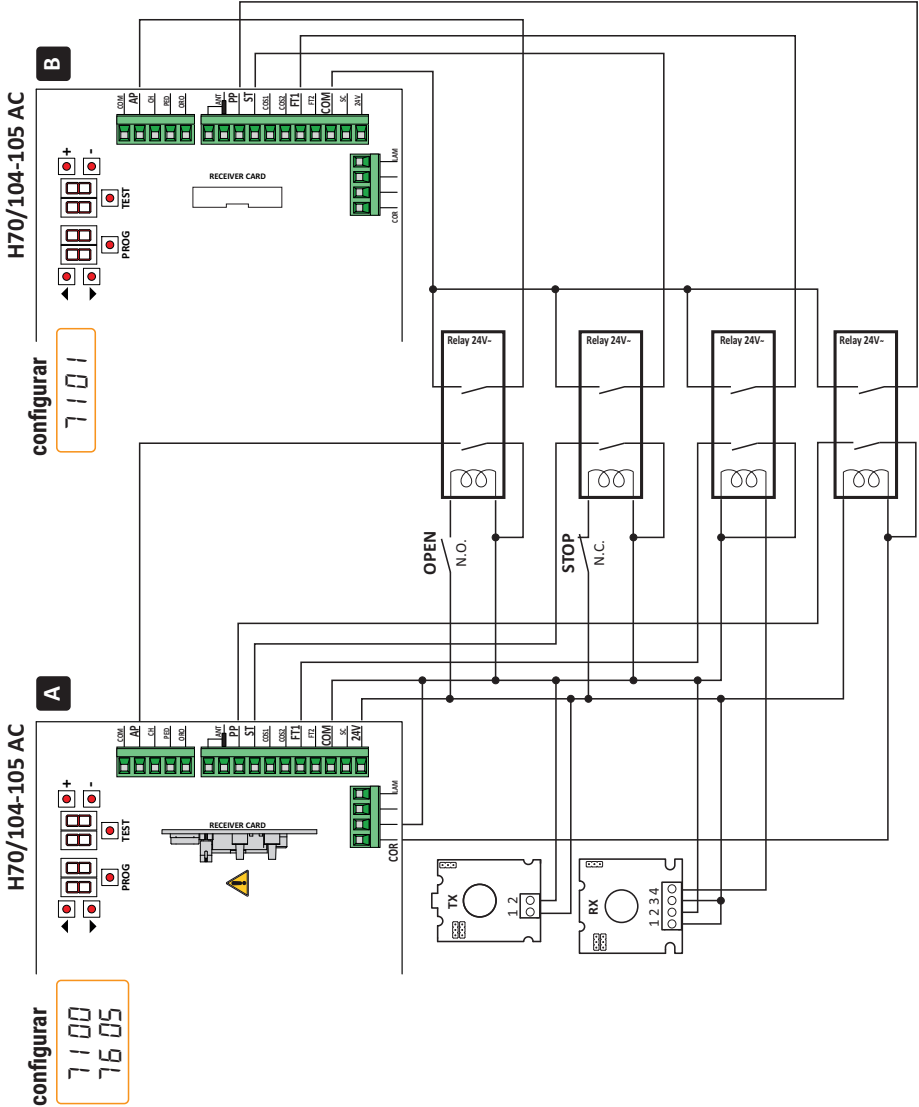 H70/104-105 AC
B
configurar
7101
PROG
TEST
+
-
RECEIVER CARD
COM
AP
CH
PED
ORO
ANT
PP
ST
COS1
COS2
FT1
FT2
COM
SC
24V
COR
LAM
Relay 24V~
Relay 24V~
Relay 24V~
Relay 24V~
OPEN
N.O.
STOP
N.C.
H70/104-105 AC
A
configurar
7100
7605
PROG
TEST
+
-
RECEIVER CARD
COM
AP
CH
PED
ORO
ANT
PP
ST
COS1
COS2
FT1
FT2
COM
SC
24V
COR
LAM
TX
1 2
RX
1 2 3 4